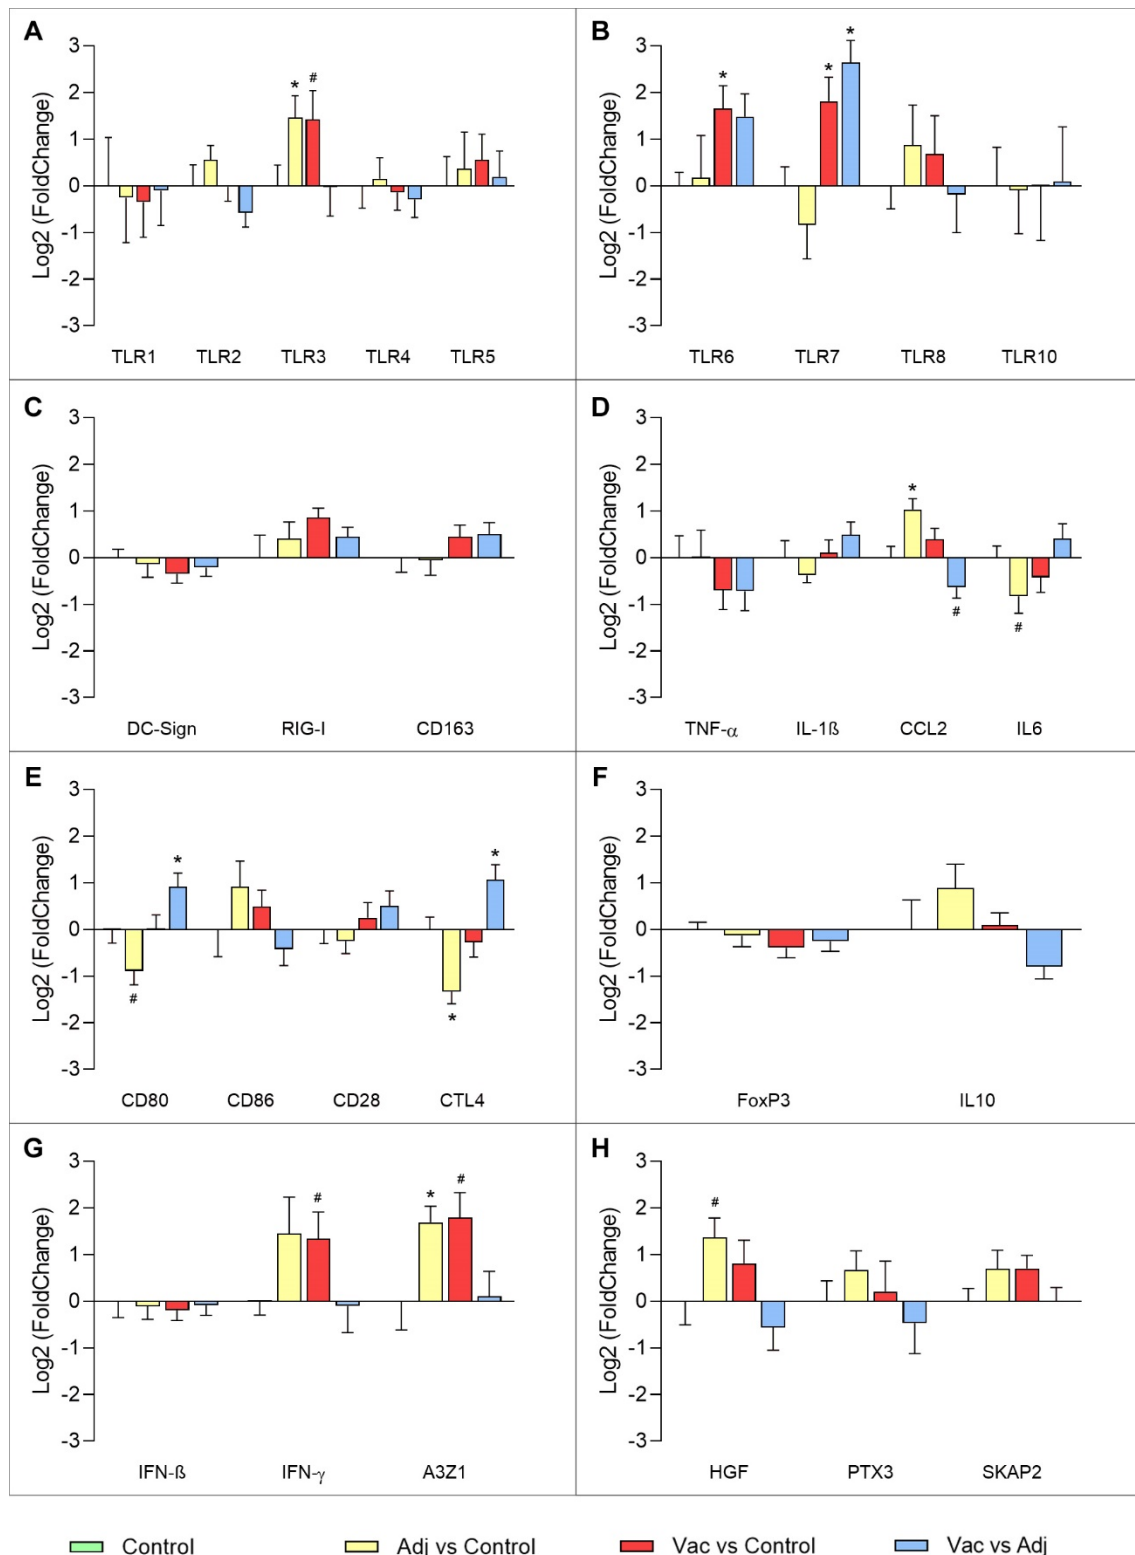 A
Log2 (FoldChange)
3
2
1
0
-1
-2
-3
* #
TLR1 TLR2 TLR3 TLR4 TLR5
B
Log2 (FoldChange)
3
2
1
0
-1
-2
-3
* * *
TLR6 TLR7 TLR8 TLR10
C
Log2 (FoldChange)
3
2
1
0
-1
-2
-3
DC-Sign RIG-I CD163
D
Log2 (FoldChange)
3
2
1
0
-1
-2
-3
* # #
TNF-α IL-1ß CCL2 IL6
E
Log2 (FoldChange)
3
2
1
0
-1
-2
-3
# * * *
CD80 CD86 CD28 CTL4
F
Log2 (FoldChange)
3
2
1
0
-1
-2
-3
FoxP3 IL10
G
Log2 (FoldChange)
3
2
1
0
-1
-2
-3
# * #
IFN-ß IFN-γ A3Z1
H
Log2 (FoldChange)
3
2
1
0
-1
-2
-3
#
HGF PTX3 SKAP2
Control Adj vs Control Vac vs Control Vac vs Adj